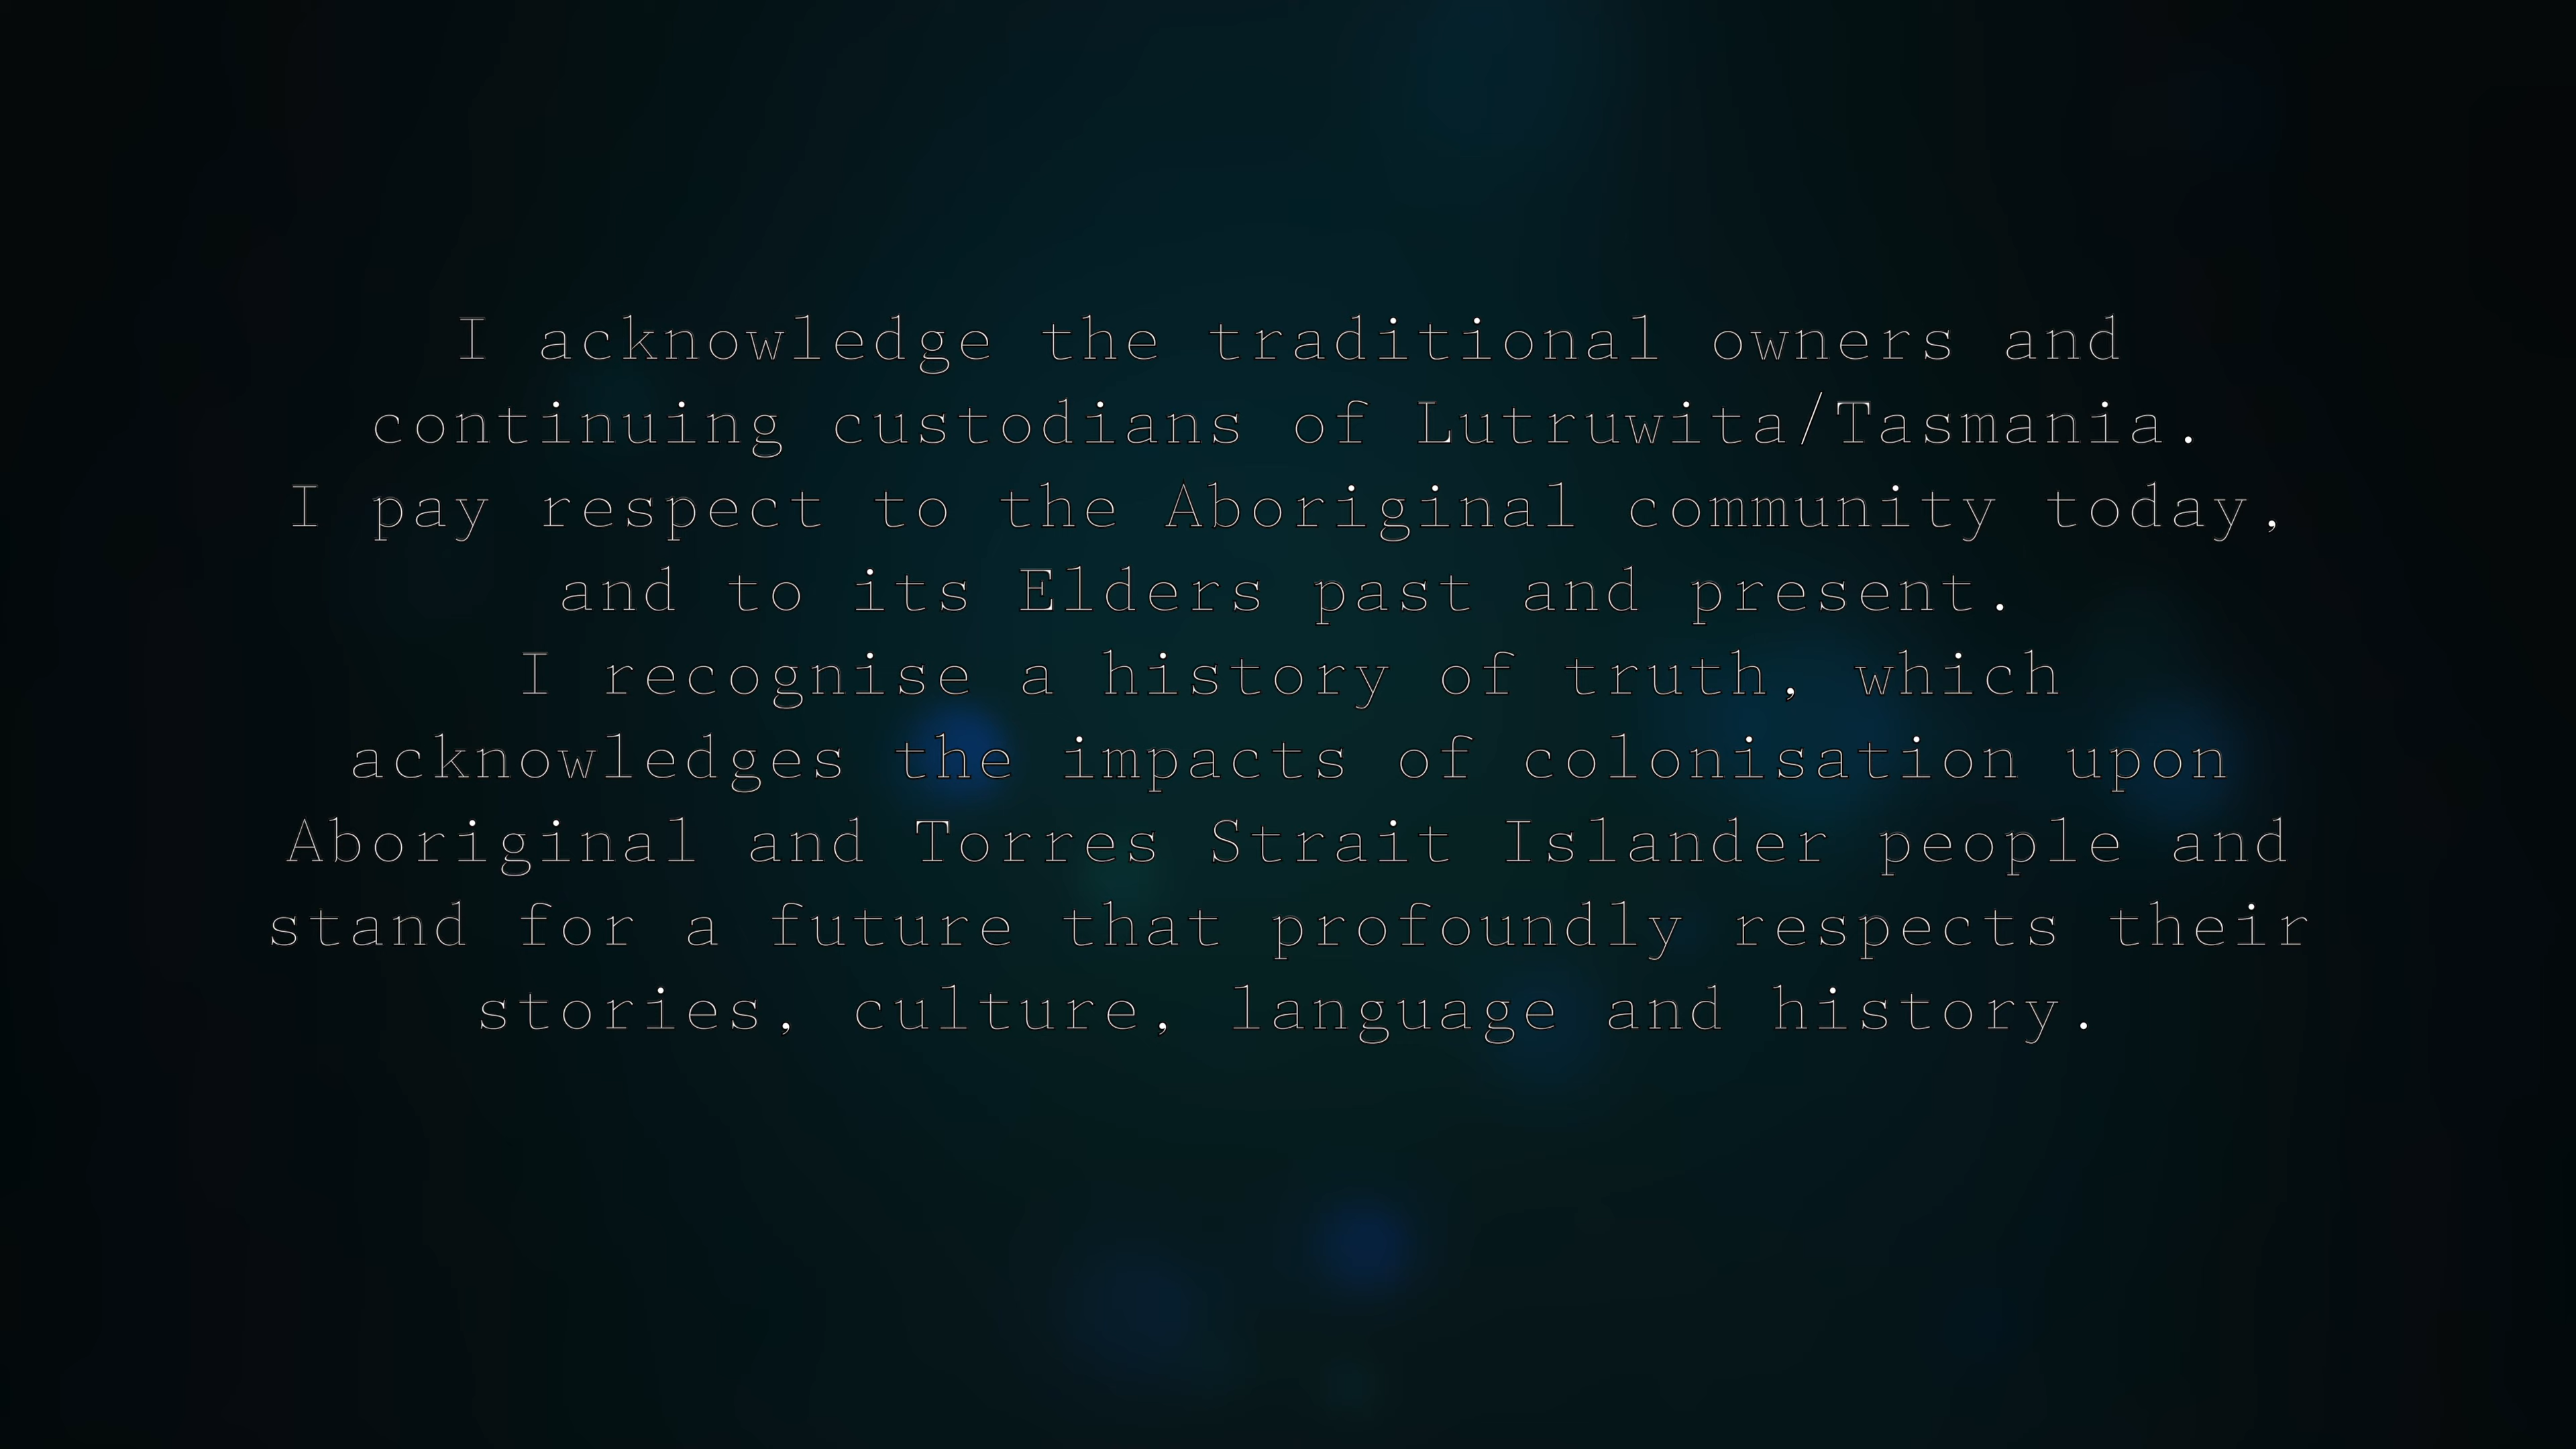 I acknowledge the traditional owners and
continuing custodians of Lutruwita/Tasmania.
I pay respect to the Aboriginal community today,
and to its Elders past and present.
I recognise a history of truth, which
acknowledges the impacts of colonisation upon
Aboriginal and Torres Strait Islander people and
stand for a future that profoundly respects their
stories, culture, language and history.